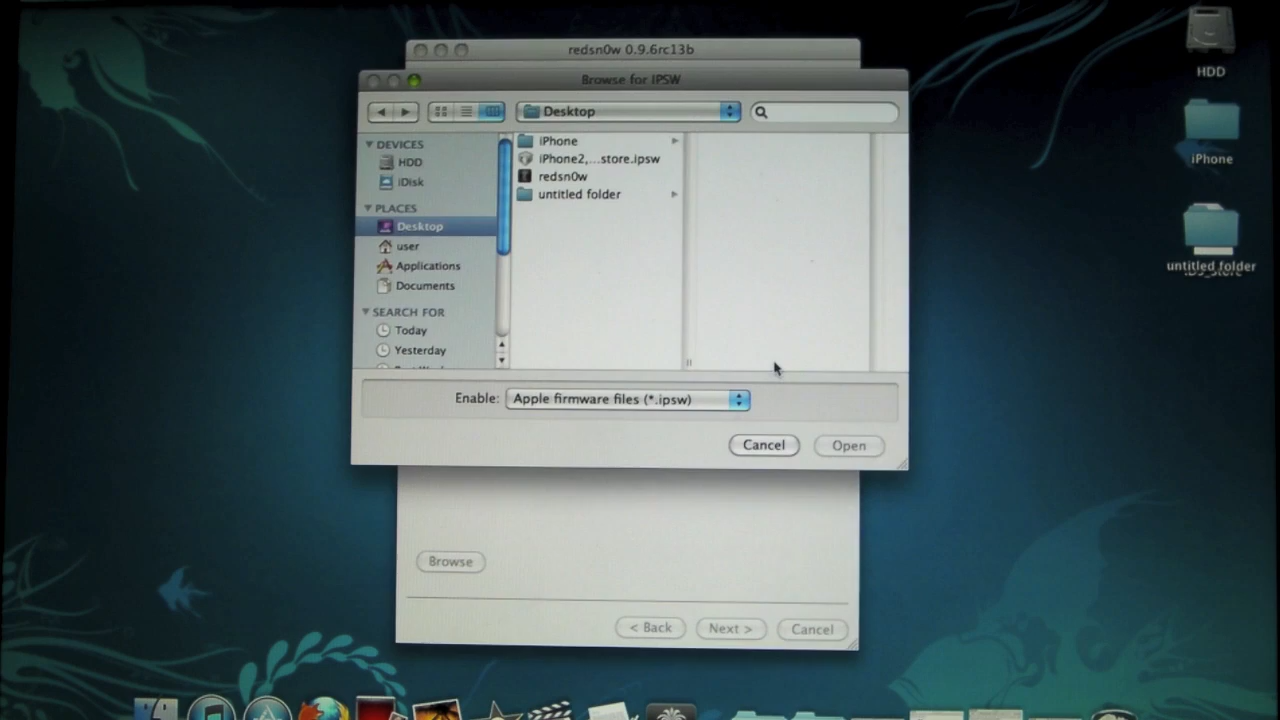 redsn0w 0.9.6rc13b
Browse for IPSW
Desktop
DEVICES
HDD
iDisk
PLACES
Desktop
user
Applications
Documents
SEARCH FOR
Today
Yesterday
iPhone
iPhone2,...store.ipsw
redsn0w
untitled folder
Enable: Apple firmware files (*.ipsw)
Cancel Open
Browse
< Back Next > Cancel
HDD
iPhone
untitled folder